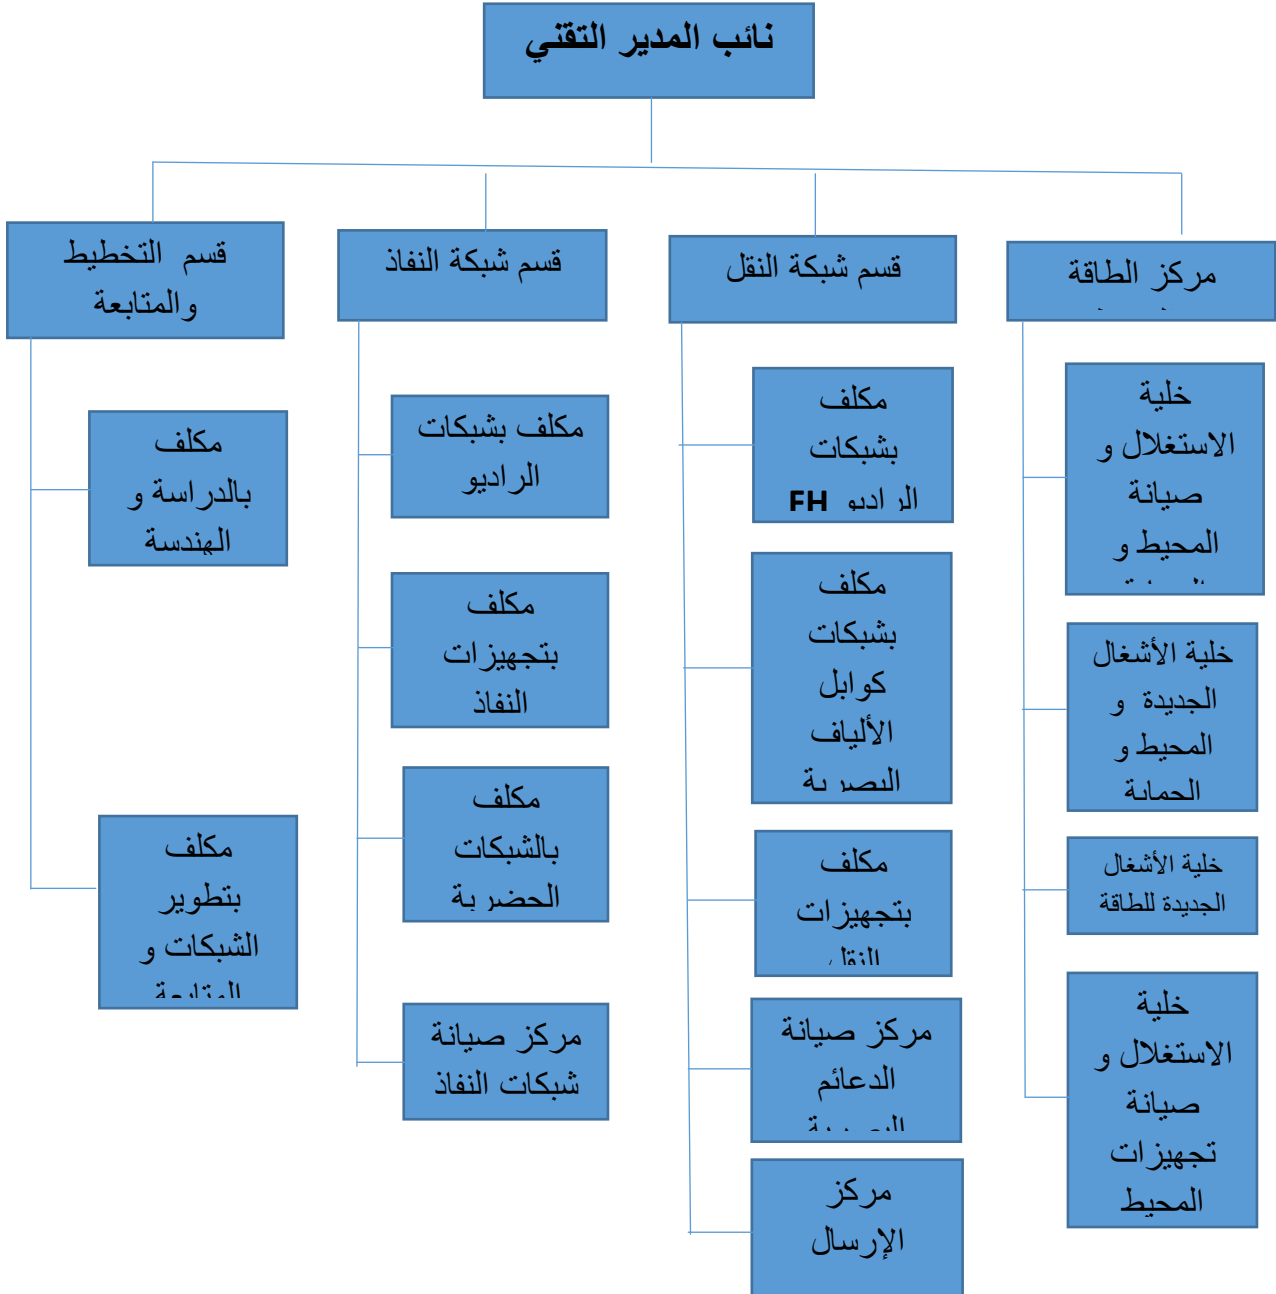 نائب المدير التقني
مركز الطاقة
خلية
الاستغلال و
صيانة
المحيط و
خلية الأشغال
الجديدة و
المحيط و
الحماية
خلية الأشغال
الجديدة للطاقة
خلية
الاستغلال و
صيانة
تجهيزات
المحيط
قسم شبكة النقل
مكلف
بشبكات
الراديو FH
مكلف
بشبكات
كوابل
الألياف
البصرية
مكلف
بتجهيزات
النقل
مركز صيانة
الدعائم
البصرية
مركز
الإرسال
قسم شبكة النفاذ
مكلف بشبكات
الراديو
مكلف
بتجهيزات
النفاذ
مكلف
بالشبكات
الحضرية
مركز صيانة
شبكات النفاذ
قسم التخطيط
والمتابعة
مكلف
بالدراسة و
الهندسة
مكلف
بتطوير
الشبكات و
المتابعة